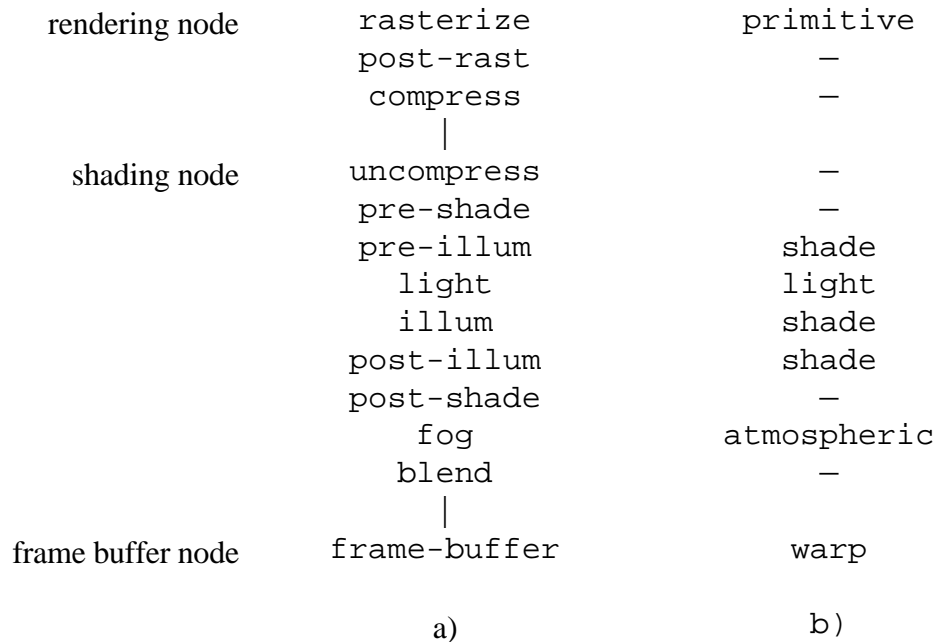 rendering node rasterize primitive
post-rast —
compress —
|
shading node uncompress —
pre-shade —
pre-illum shade
light light
illum shade
post-illum shade
post-shade —
fog atmospheric
blend —
|
frame buffer node frame-buffer warp
a) b)